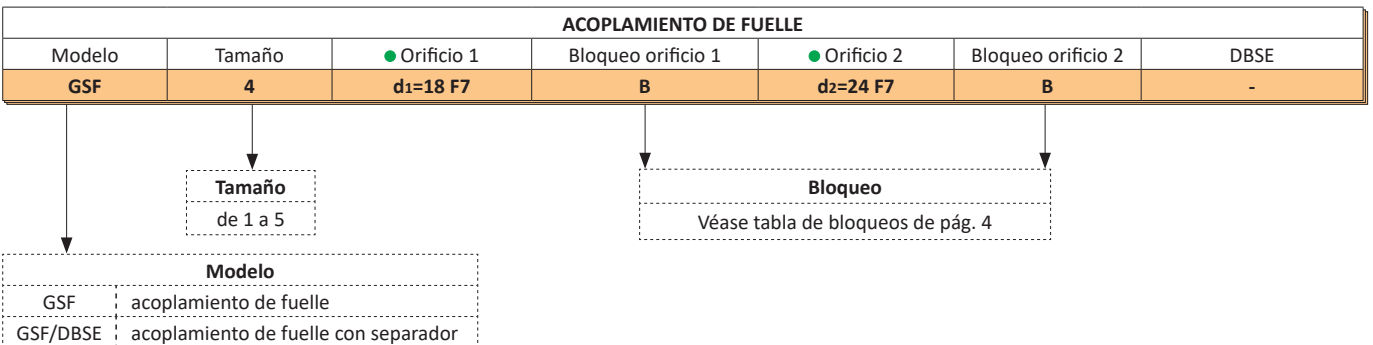 ACOPLAMIENTO DE FUELLE
Modelo Tamaño Orificio 1 Bloqueo orificio 1 Orificio 2 Bloqueo orificio 2 DBSE
GSF 4 d1=18 F7 B d2=24 F7 B -
Tamaño
de 1 a 5
Bloqueo
Véase tabla de bloqueos de pág. 4
Modelo
GSF acoplamiento de fuelle
GSF/DBSE acoplamiento de fuelle con separador